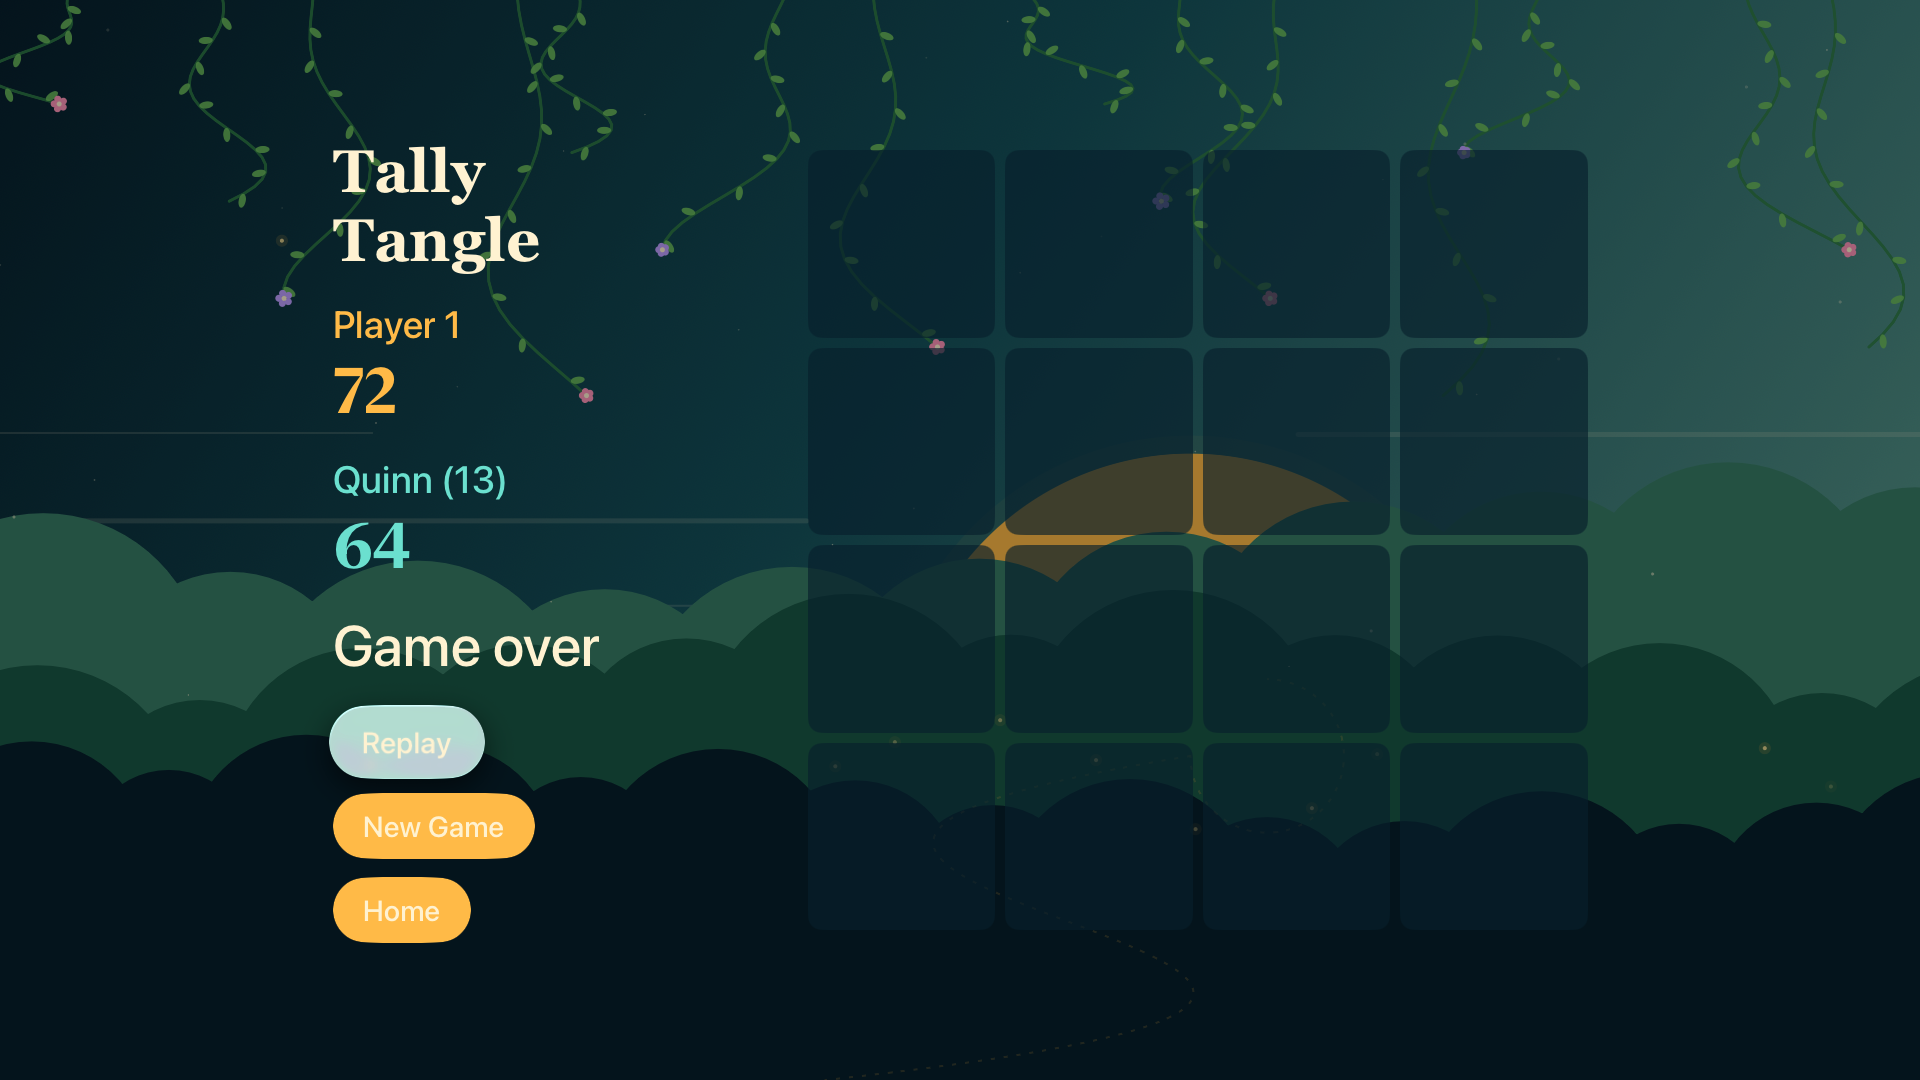 Tally
Tangle
Player 1
72
Quinn (13)
64
Game over
Replay
New Game
Home